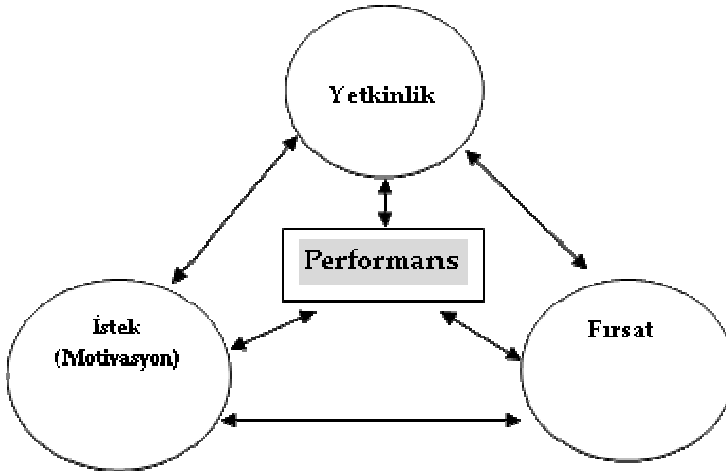 Yetkinlik
Performans
İstek
(Motivasyon)
Fırsat